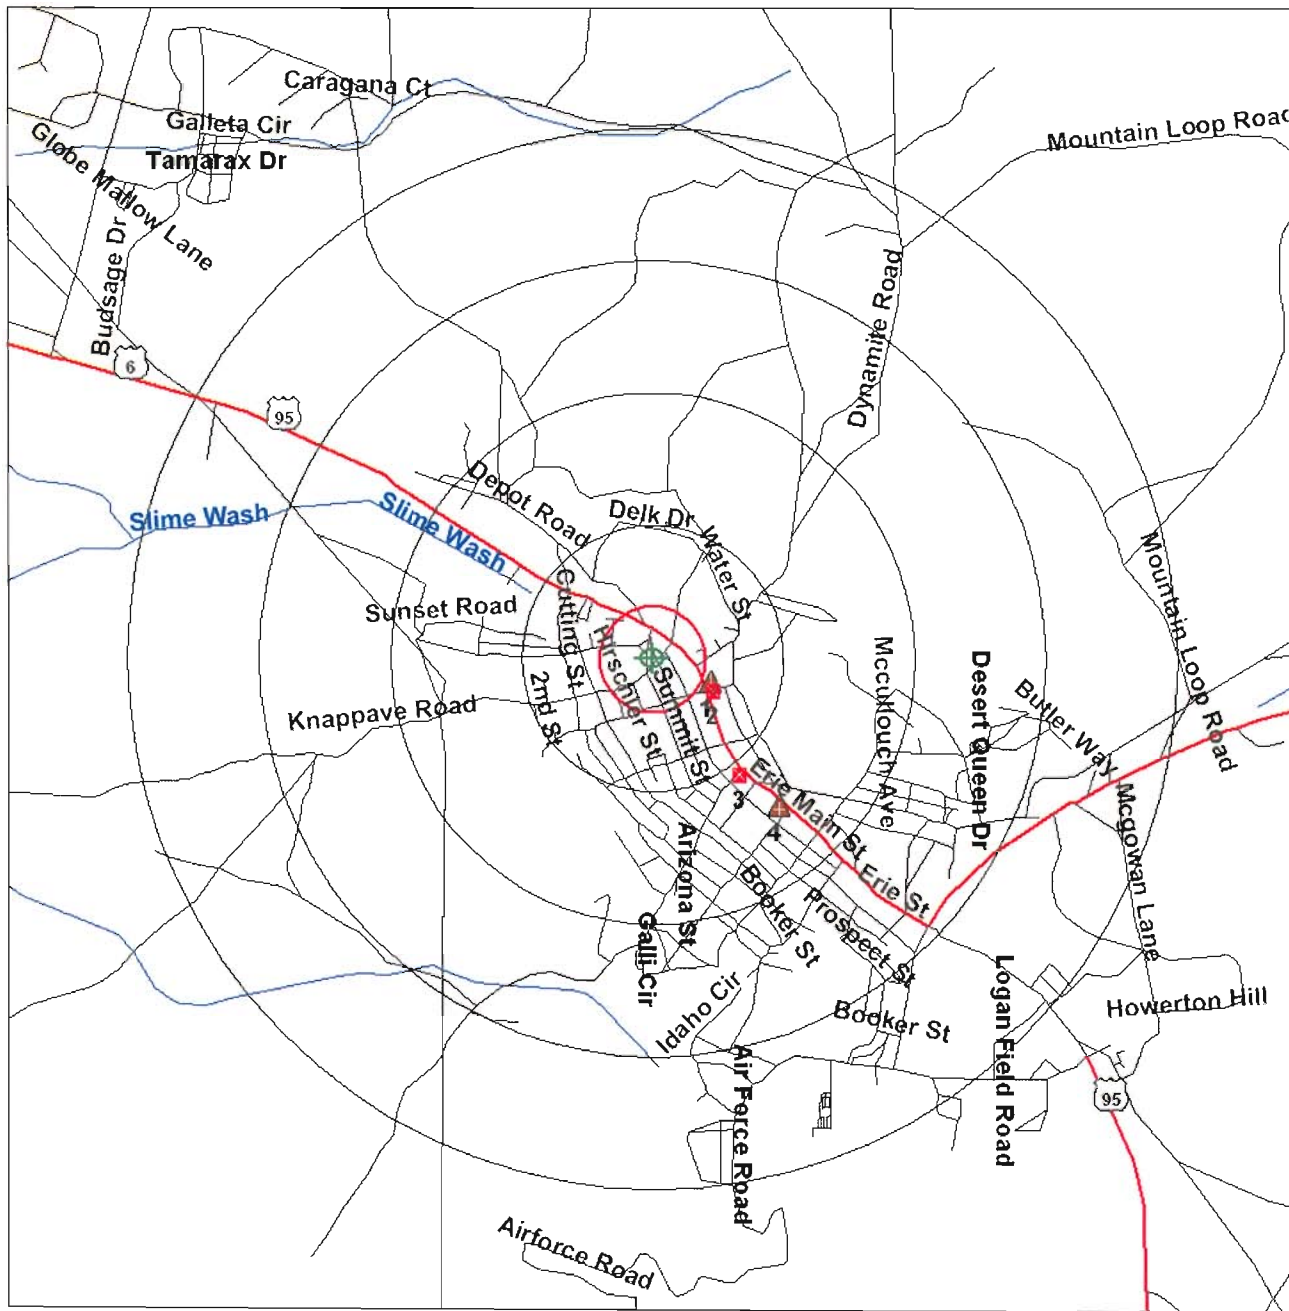 Caragana Ct
Galleta Cir
Mountain Loop Road
Globe Mallow Lane
Tamarax Dr
Budsage Dr
Dynamite Road
6
95
Depot Road
Slime Wash
Slime Wash
Delk Dr
Water St
Mountain Loop Road
Sunset Road
Cutting St
Hirschler St
Summit St
2nd St
Knappave Road
Mccullouch Ave
Desert Queen Dr
Butler Way
3
4
Erie Main St
Erie St
Mcgowan Lane
Arizona St
Booker St
Prospect St
Galli Cir
Idaho Cir
Booker St
Logan Field Road
Howerton Hill
Air Force Road
95
Airforce Road